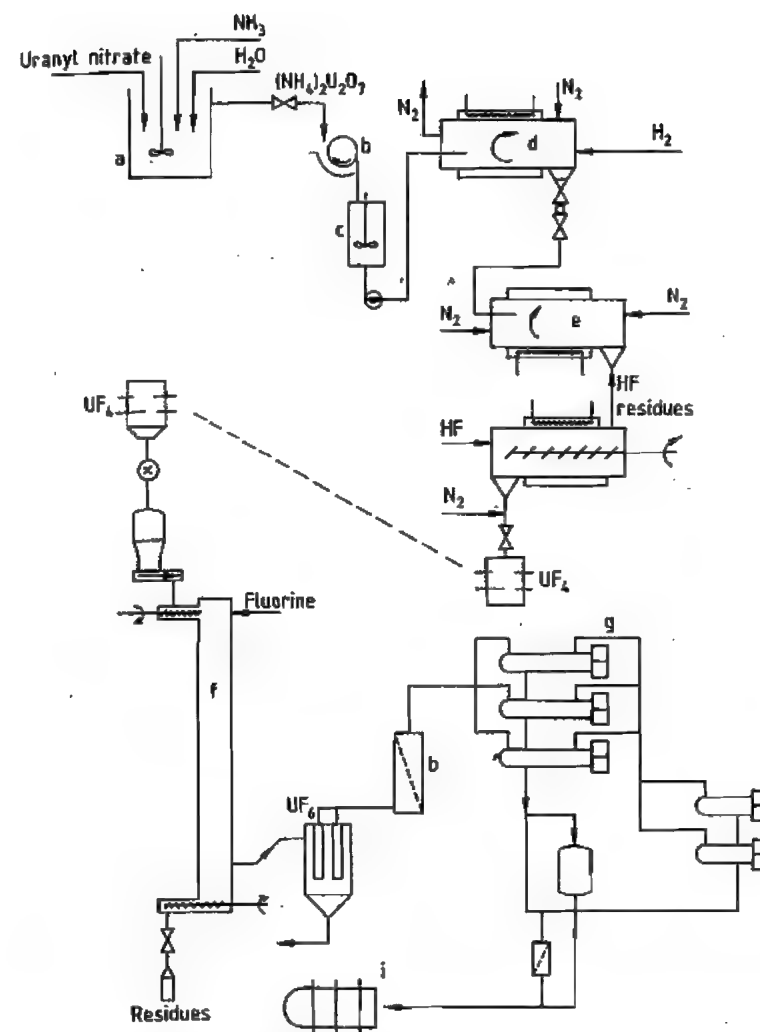 NH₃
Uranyl nitrate
H₂O
(NH₄)₂U₂O₇
a
b
c
N₂
N₂
d
H₂
N₂
e
N₂
HF
residues
HF
N₂
UF₄
UF₄
Fluorine
f
g
b
UF₆
i
Residues